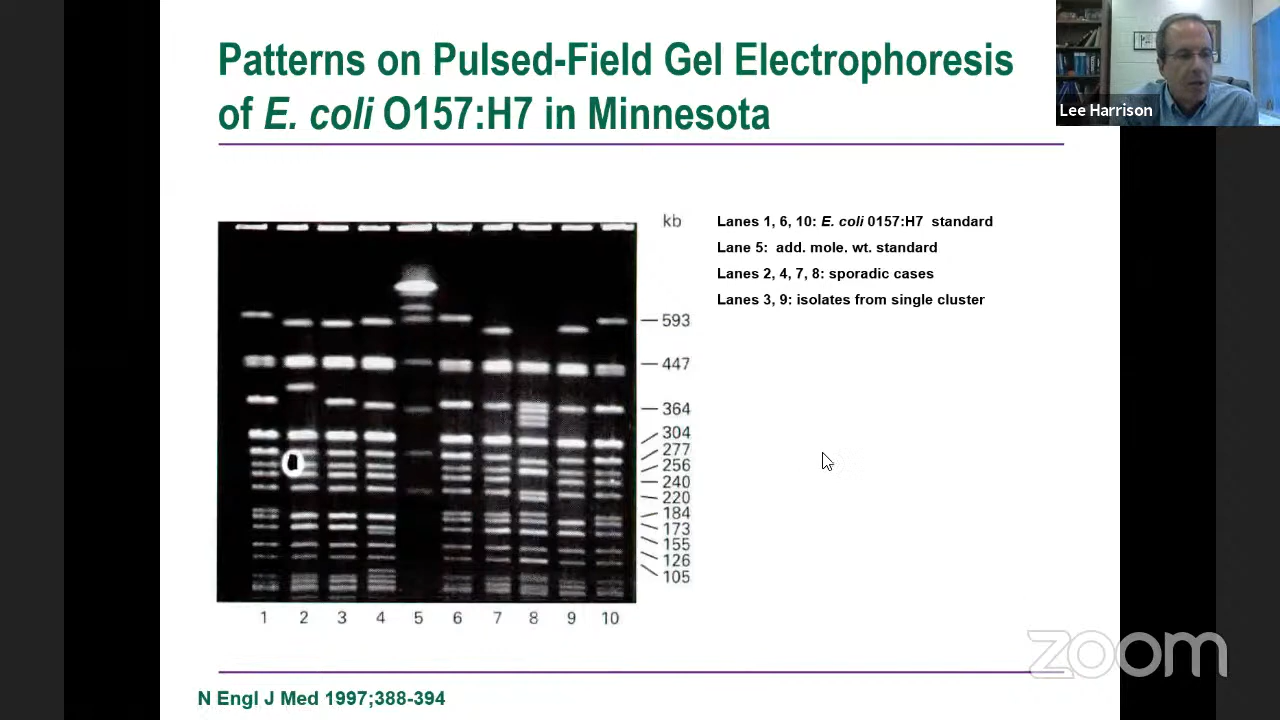 Patterns on Pulsed-Field Gel Electrophoresis
of E. coli O157:H7 in Minnesota
Lee Harrison
kb
593
447
364
304
277
256
240
220
184
173
155
126
105
1 2 3 4 5 6 7 8 9 10
Lanes 1, 6, 10: E. coli 0157:H7 standard
Lane 5: add. mole. wt. standard
Lanes 2, 4, 7, 8: sporadic cases
Lanes 3, 9: isolates from single cluster
N Engl J Med 1997;388-394
zoom